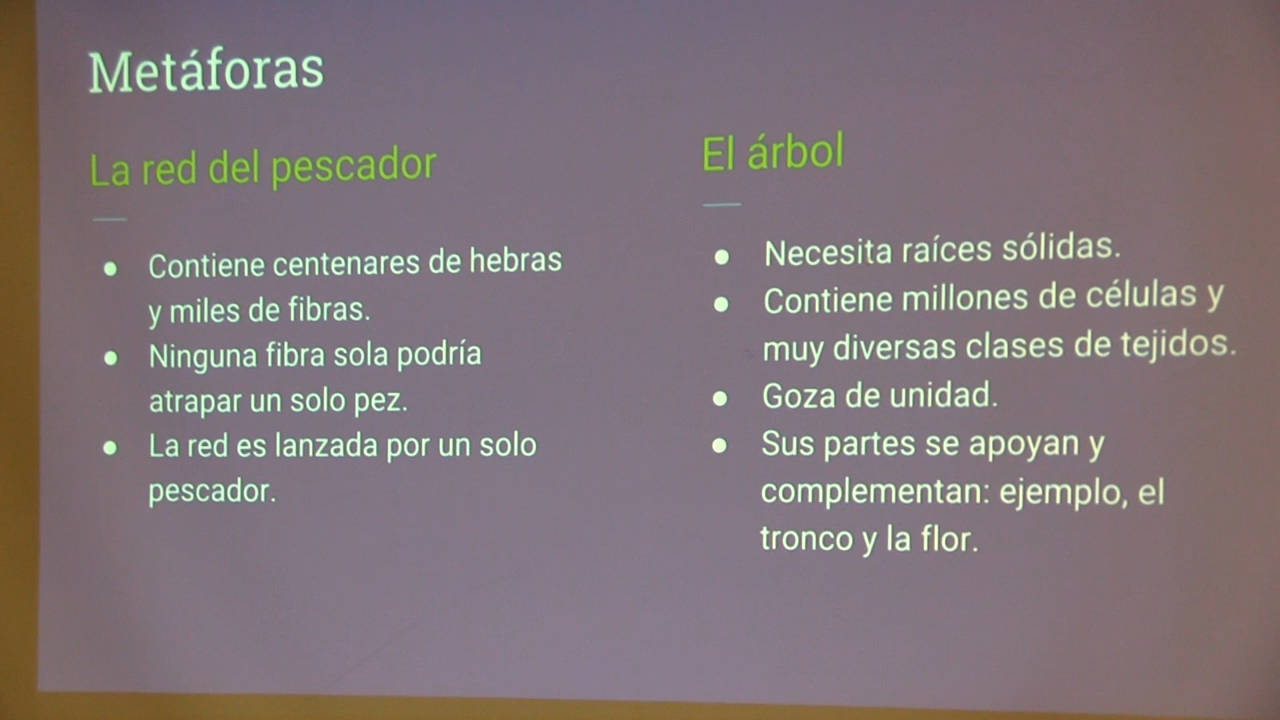 Metáforas
La red del pescador
Contiene centenares de hebras
y miles de fibras.
Ninguna fibra sola podría
atrapar un solo pez.
La red es lanzada por un solo
pescador.
El árbol
Necesita raíces sólidas.
Contiene millones de células y
muy diversas clases de tejidos.
Goza de unidad.
Sus partes se apoyan y
complementan: ejemplo, el
tronco y la flor.